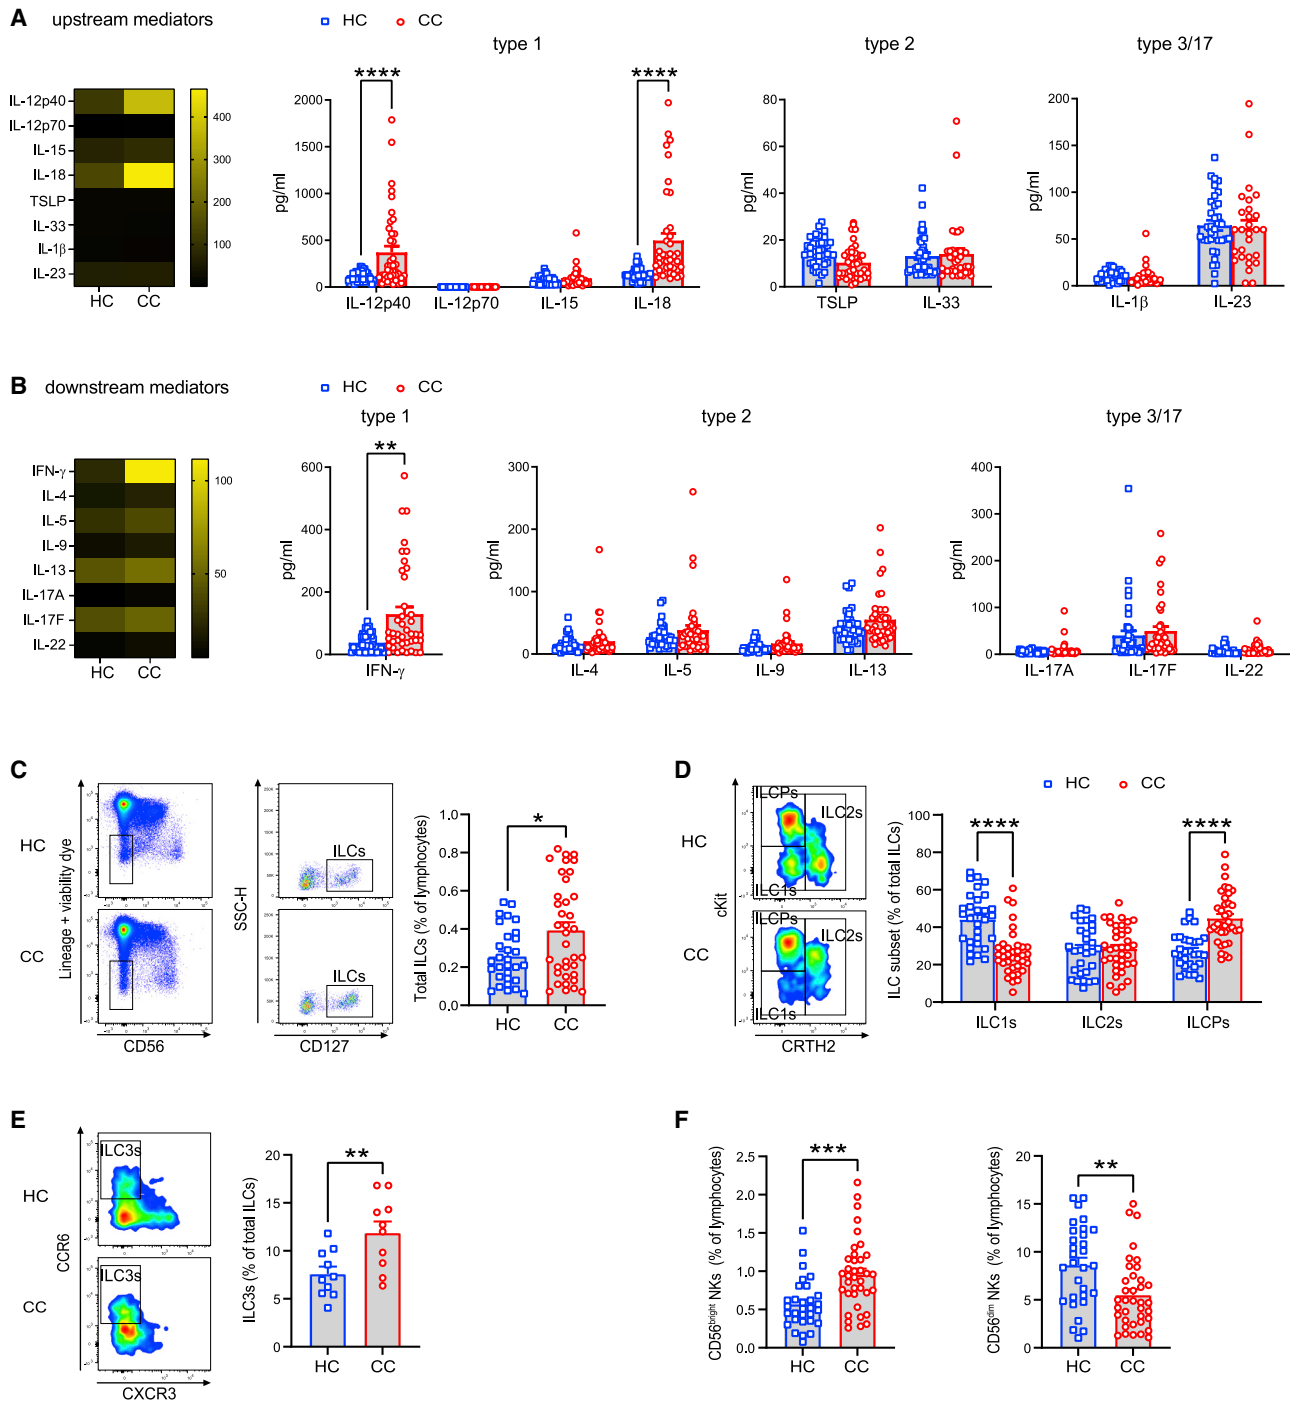 A upstream mediators
HC CC
type 1
type 2
type 3/17
IL-12p40
IL-12p70
IL-15
IL-18
TSLP
IL-33
IL-1β
IL-23
HC CC
400
200
pg/ml
2000
1500
1000
500
0
**** ****
IL-12p40 IL-12p70 IL-15 IL-18
pg/ml
80
60
40
20
0
TSLP IL-33
pg/ml
200
150
100
50
0
IL-1β IL-23
B downstream mediators
HC CC
type 1
type 2
type 3/17
IFN-γ
IL-4
IL-5
IL-9
IL-13
IL-17A
IL-17F
IL-22
HC CC
100
50
pg/ml
600
400
200
0
**
IFN-γ
pg/ml
300
200
100
0
IL-4 IL-5 IL-9 IL-13
pg/ml
400
300
200
100
0
IL-17A IL-17F IL-22
C
HC
CC
Lineage + viability dye
CD56
SSC-H
ILCs
ILCs
CD127
Total ILCs (% of lymphocytes)
1.0
0.8
0.6
0.4
0.2
0.0
*
HC CC
D
HC CC
HC
CC
cKit
ILCPs
ILC2s
ILC1s
ILCPs
ILC2s
ILC1s
CRTH2
ILC subset (% of total ILCs)
100
80
60
40
20
0
**** ****
ILC1s ILC2s ILCPs
E
HC
CC
CCR6
ILC3s
ILC3s
CXCR3
ILC3s (% of total ILCs)
20
15
10
5
0
**
HC CC
F
CD56bright NKs (% of lymphocytes)
2.5
2.0
1.5
1.0
0.5
0.0
***
HC CC
CD56dim NKs (% of lymphocytes)
20
15
10
5
0
**
HC CC